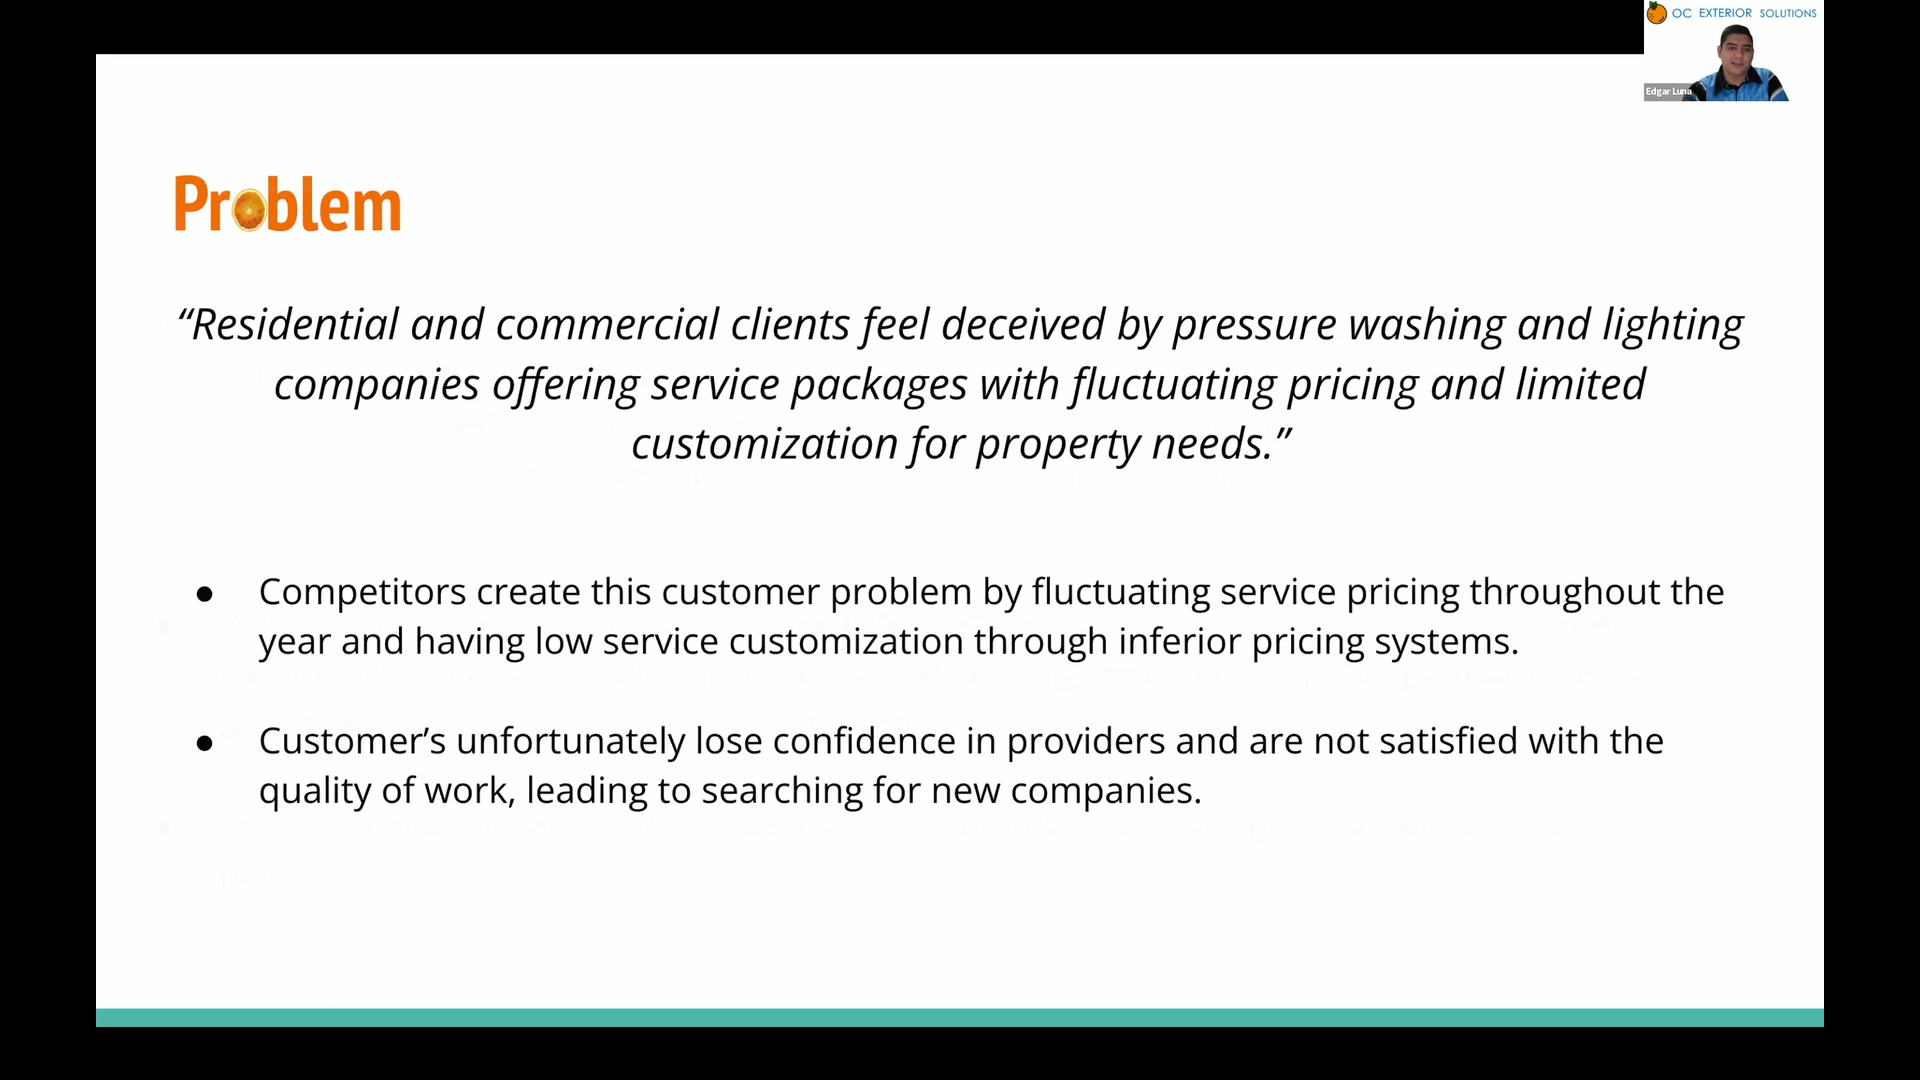 OC EXTERIOR SOLUTIONS
Edgar Luna
Problem
“Residential and commercial clients feel deceived by pressure washing and lighting
companies offering service packages with fluctuating pricing and limited
customization for property needs.”
● Competitors create this customer problem by fluctuating service pricing throughout the
year and having low service customization through inferior pricing systems.
● Customer’s unfortunately lose confidence in providers and are not satisfied with the
quality of work, leading to searching for new companies.